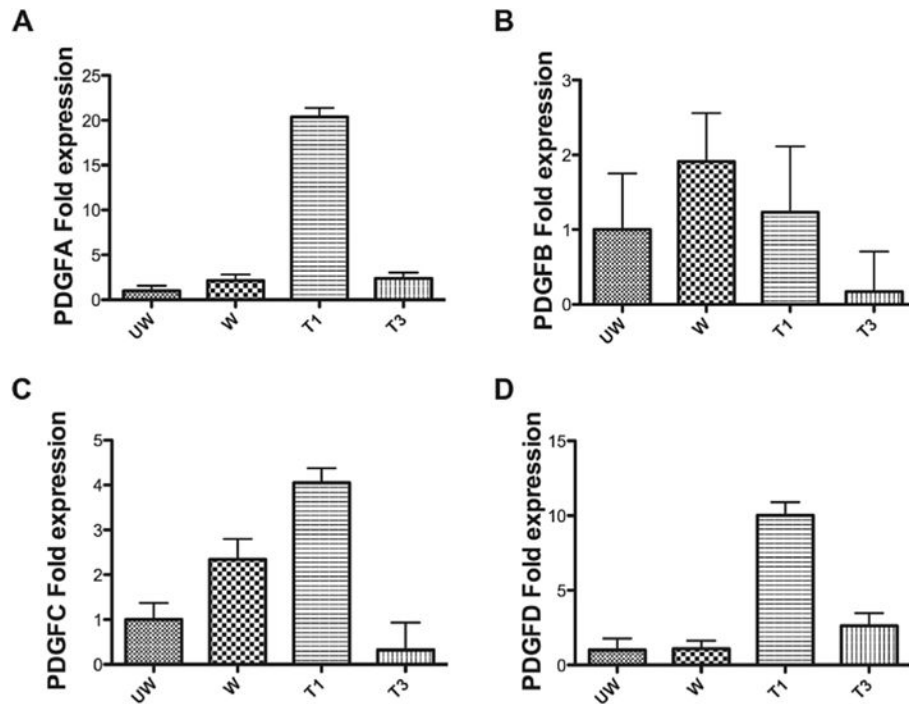 A
PDGFA Fold expression
25
20
15
10
5
0
UW
W
T1
T3
B
PDGFB Fold expression
3
2
1
0
UW
W
T1
T3
C
PDGFC Fold expression
5
4
3
2
1
0
UW
W
T1
T3
D
PDGFD Fold expression
15
10
5
0
UW
W
T1
T3